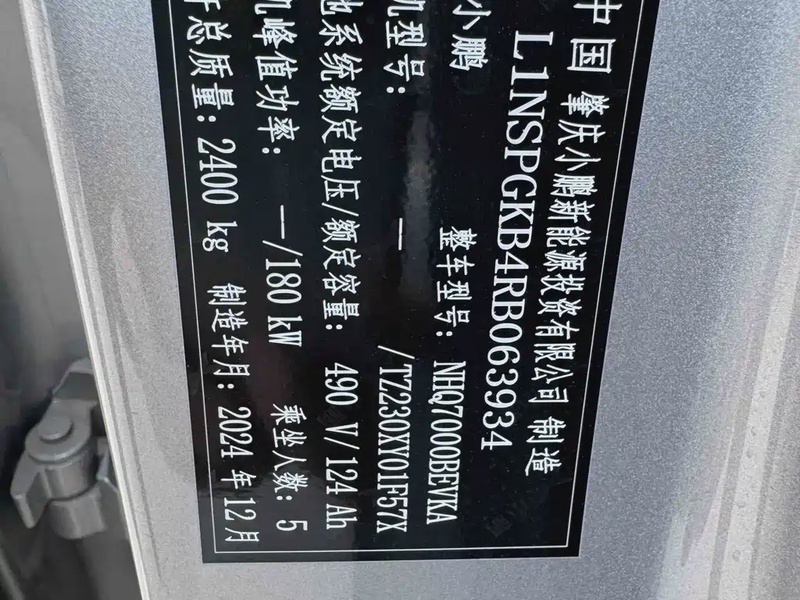 中国 肇庆小鹏新能源投资有限公司 制造
L1NSPGKB4RB063934
小鹏 整车型号: NHQ7000BEVKA
机型号: —/TZ230XY01F57X
电系统额定电压/额定容量: 490 V/124 Ah
机峰值功率: —/180 kW 乘坐人数: 5
总质量: 2400 kg 制造年月: 2024 年 12 月